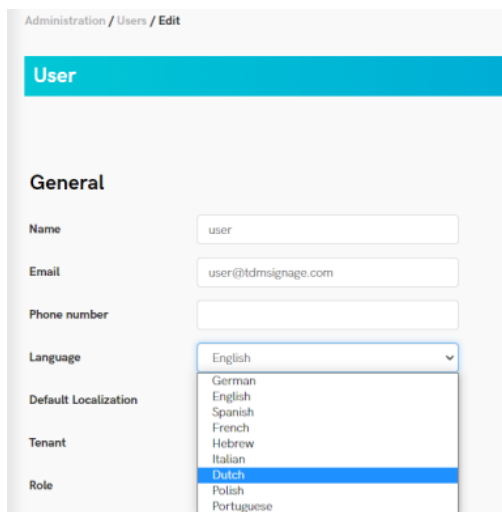 Administration / Users / Edit
User
General
Name user
Email user@tdmsignage.com
Phone number
Language English
German
Default Localization English
Spanish
French
Tenant Hebrew
Italian
Dutch
Role Polish
Portuguese